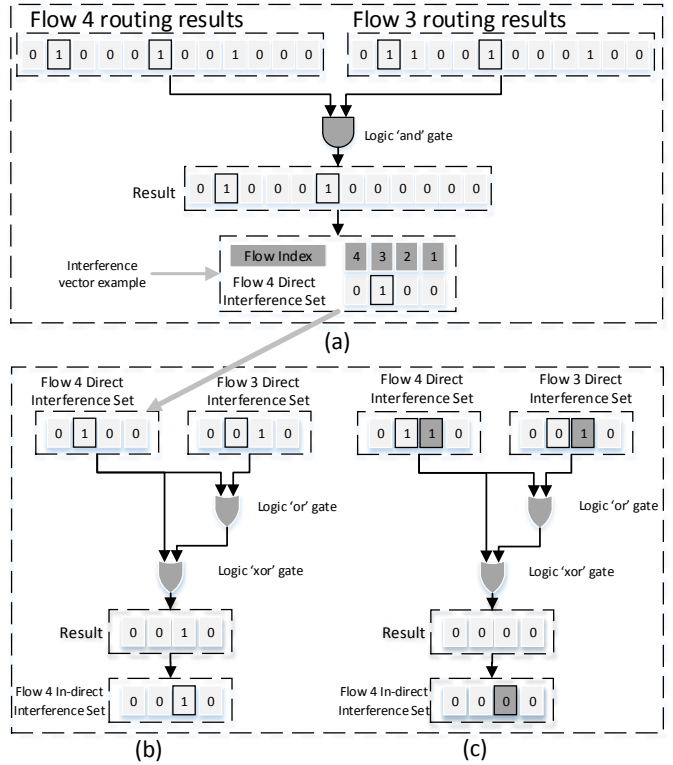 Flow 4 routing results
Flow 3 routing results
0 1 0 0 0 1 0 0 1 0 0 0
0 1 1 0 0 1 0 0 0 1 0 0
Logic 'and' gate
Result
0 1 0 0 0 1 0 0 0 0 0 0
Interference
vector example
Flow Index
4 3 2 1
Flow 4 Direct
Interference Set
0 1 0 0
(a)
Flow 4 Direct
Interference Set
Flow 3 Direct
Interference Set
0 1 0 0
0 0 1 0
Logic 'or' gate
Logic 'xor' gate
Result
0 0 1 0
Flow 4 In-direct
Interference Set
0 0 1 0
(b)
Flow 4 Direct
Interference Set
Flow 3 Direct
Interference Set
0 1 1 0
0 0 1 0
Logic 'or' gate
Logic 'xor' gate
Result
0 0 0 0
Flow 4 In-direct
Interference Set
0 0 0 0
(c)